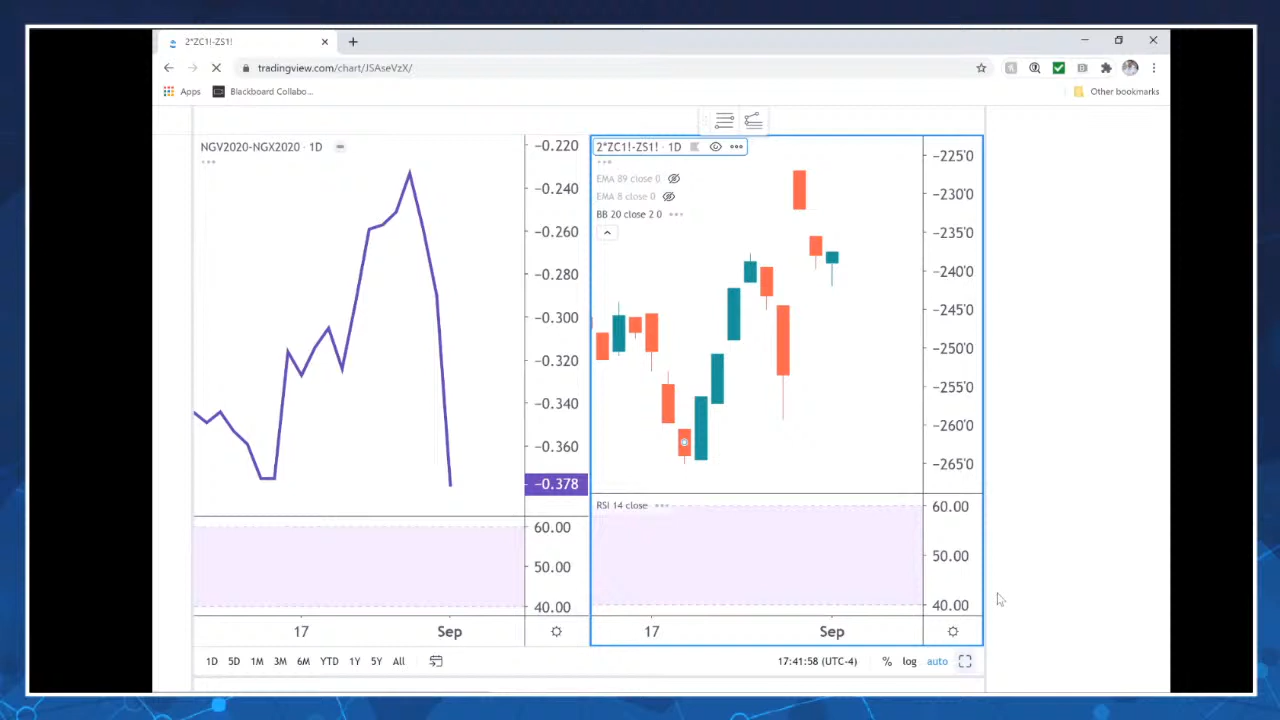 2*ZC1!-ZS1!
tradingview.com/chart/JSAseVzX/
Apps
Blackboard Collabo...
Other bookmarks
NGV2020-NGX2020 · 1D
−0.220
−0.240
−0.260
−0.280
−0.300
−0.320
−0.340
−0.360
−0.378
60.00
50.00
40.00
17
Sep
2*ZC1!-ZS1! · 1D
EMA 89 close 0
EMA 8 close 0
BB 20 close 2 0
−225'0
−230'0
−235'0
−240'0
−245'0
−250'0
−255'0
−260'0
−265'0
RSI 14 close
60.00
50.00
40.00
17
Sep
1D 5D 1M 3M 6M YTD 1Y 5Y All
17:41:58 (UTC-4)
% log auto